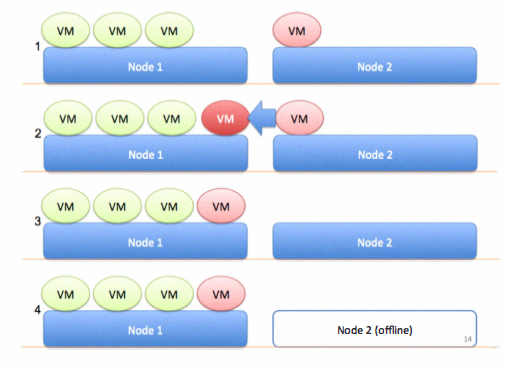 VM VM VM VM
1
Node 1 Node 2
VM VM VM VM VM
2
Node 1 Node 2
VM VM VM VM
3
Node 1 Node 2
VM VM VM VM
4
Node 1 Node 2 (offline)
14